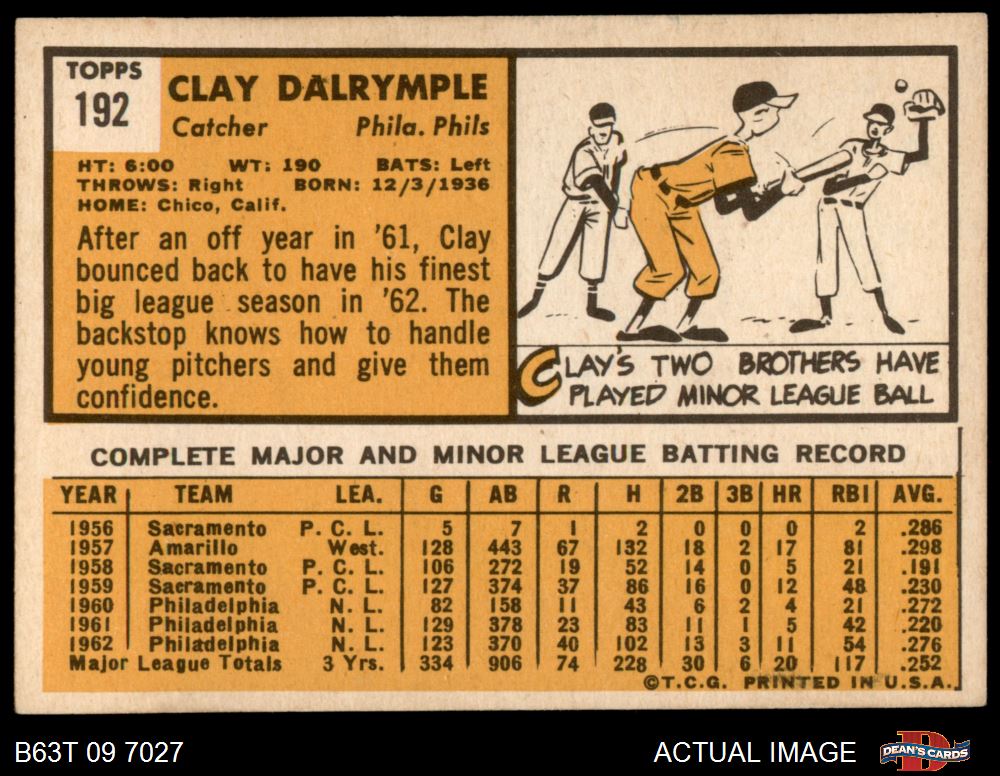 TOPPS
192
CLAY DALRYMPLE
Catcher Phila. Phils
HT: 6:00 WT: 190 BATS: Left
THROWS: Right BORN: 12/3/1936
HOME: Chico, Calif.
After an off year in '61, Clay
bounced back to have his finest
big league season in '62. The
backstop knows how to handle
young pitchers and give them
confidence.
CLAY'S TWO BROTHERS HAVE
PLAYED MINOR LEAGUE BALL
COMPLETE MAJOR AND MINOR LEAGUE BATTING RECORD
YEAR TEAM LEA. G AB R H 2B 3B HR RBI AVG.
1956 Sacramento P. C. L. 5 7 1 2 0 0 0 2 .286
1957 Amarillo West. 128 443 67 132 18 2 17 81 .298
1958 Sacramento P. C. L. 106 272 19 52 14 0 5 21 .191
1959 Sacramento P. C. L. 127 374 37 86 16 0 12 48 .230
1960 Philadelphia N. L. 82 158 11 43 6 2 4 21 .272
1961 Philadelphia N. L. 129 378 23 83 11 1 5 42 .220
1962 Philadelphia N. L. 123 370 40 102 13 3 11 54 .276
Major League Totals 3 Yrs. 334 906 74 228 30 6 20 117 .252
©T.C.G. PRINTED IN U.S.A.
B63T 09 7027
ACTUAL IMAGE
DEAN'S CARDS